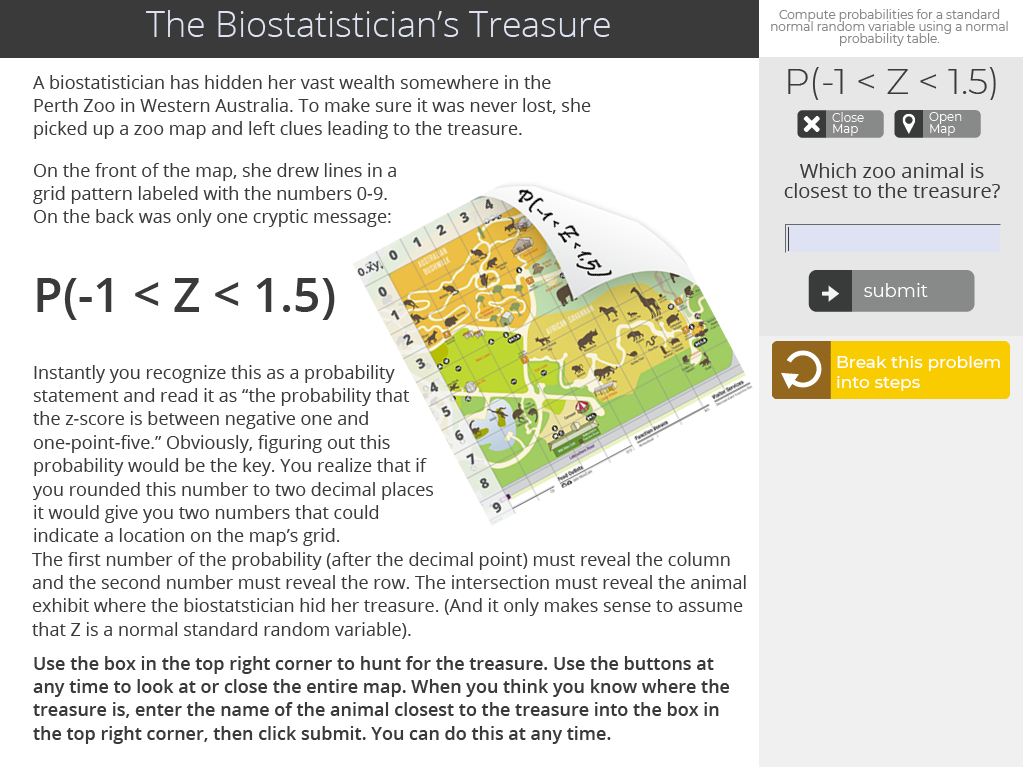 The Biostatistician's Treasure
Compute probabilities for a standard
normal random variable using a normal
probability table.
A biostatistician has hidden her vast wealth somewhere in the
Perth Zoo in Western Australia. To make sure it was never lost, she
picked up a zoo map and left clues leading to the treasure.
On the front of the map, she drew lines in a
grid pattern labeled with the numbers 0-9.
On the back was only one cryptic message:
P(-1 < Z < 1.5)
Instantly you recognize this as a probability
statement and read it as “the probability that
the z-score is between negative one and
one-point-five.” Obviously, figuring out this
probability would be the key. You realize that if
you rounded this number to two decimal places
it would give you two numbers that could
indicate a location on the map’s grid.
The first number of the probability (after the decimal point) must reveal the column
and the second number must reveal the row. The intersection must reveal the animal
exhibit where the biostatstician hid her treasure. (And it only makes sense to assume
that Z is a normal standard random variable).
Use the box in the top right corner to hunt for the treasure. Use the buttons at
any time to look at or close the entire map. When you think you know where the
treasure is, enter the name of the animal closest to the treasure into the box in
the top right corner, then click submit. You can do this at any time.
0.xy.
0 1 2 3 4
0
1
2
3
4
5
6
7
8
9
P(-1<Z<1.5)
AUSTRALIAN
BUSHWALK
AFRICAN SAVANNA
Food Outlets
Function Venues
Visitor Services
P(-1 < Z < 1.5)
Close
Map
Open
Map
Which zoo animal is
closest to the treasure?
submit
Break this problem
into steps